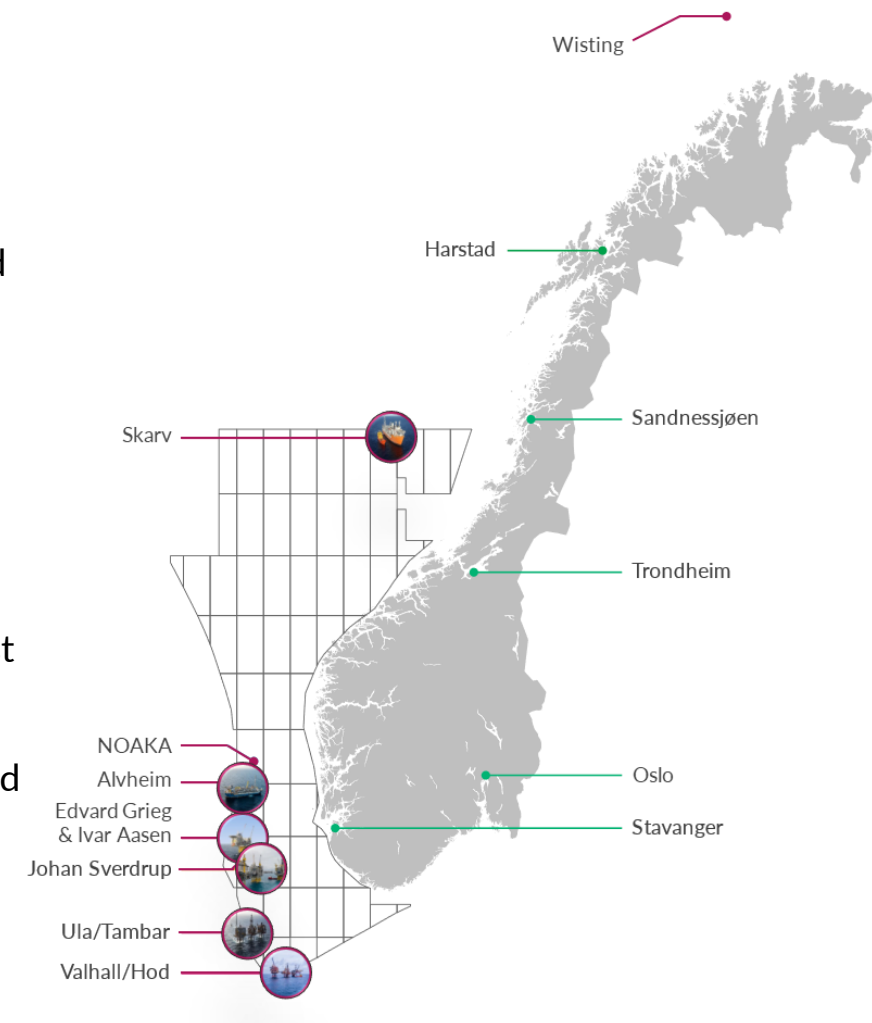 Wisting
Harstad
d
Sandnessjøen
Skarv
Trondheim
t
NOAKA
Oslo
Alvheim
d
Edvard Grieg
& Ivar Aasen
Stavanger
Johan Sverdrup
Ula/Tambar
Valhall/Hod